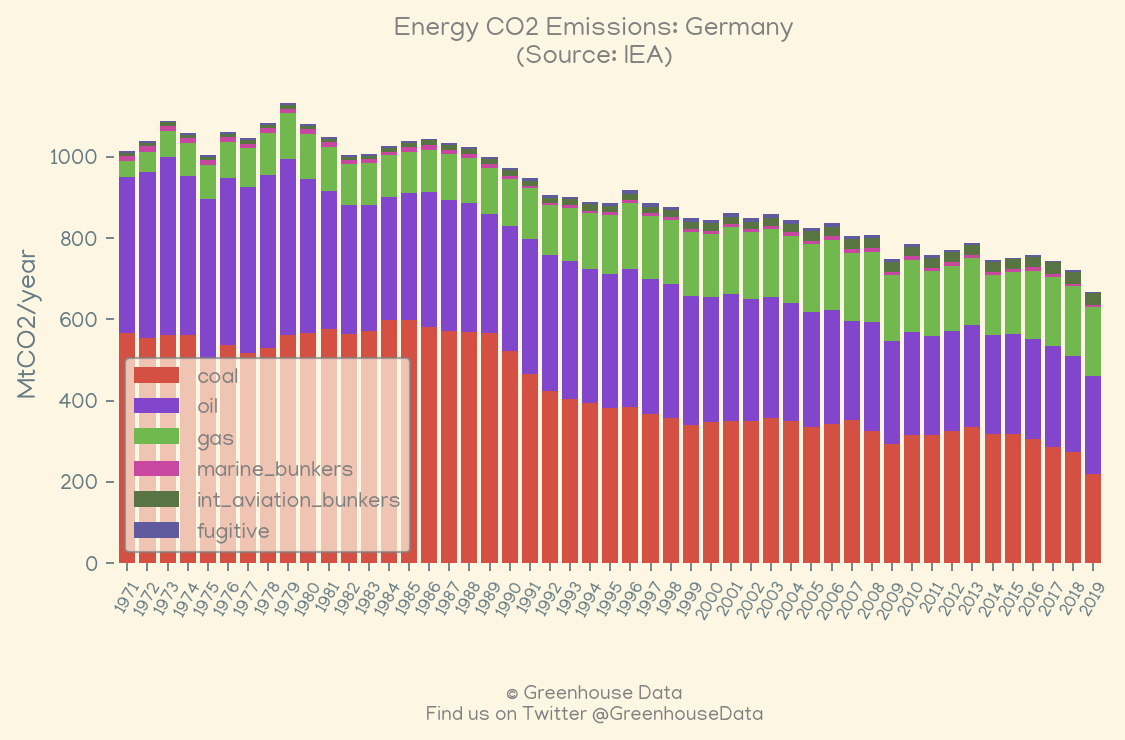 Energy CO2 Emissions: Germany
(Source: IEA)
MtCO2/year
1000
800
600
400
200
0
coal
oil
gas
marine_bunkers
int_aviation_bunkers
fugitive
1971 1972 1973 1974 1975 1976 1977 1978 1979 1980 1981 1982 1983 1984 1985 1986 1987 1988 1989 1990 1991 1992 1993 1994 1995 1996 1997 1998 1999 2000 2001 2002 2003 2004 2005 2006 2007 2008 2009 2010 2011 2012 2013 2014 2015 2016 2017 2018 2019
© Greenhouse Data
Find us on Twitter @GreenhouseData